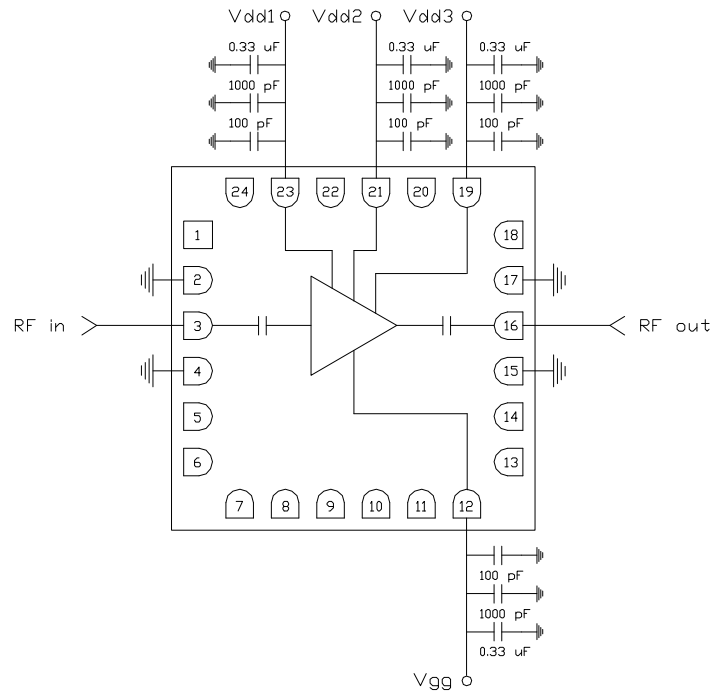 Vdd1 Vdd2 Vdd3
0.33 uF 0.33 uF 0.33 uF
1000 pF 1000 pF 1000 pF
100 pF 100 pF 100 pF
24 23 22 21 20 19
1 18
2 17
RF in 3 16 RF out
4 15
5 14
6 13
7 8 9 10 11 12
100 pF
1000 pF
0.33 uF
Vgg